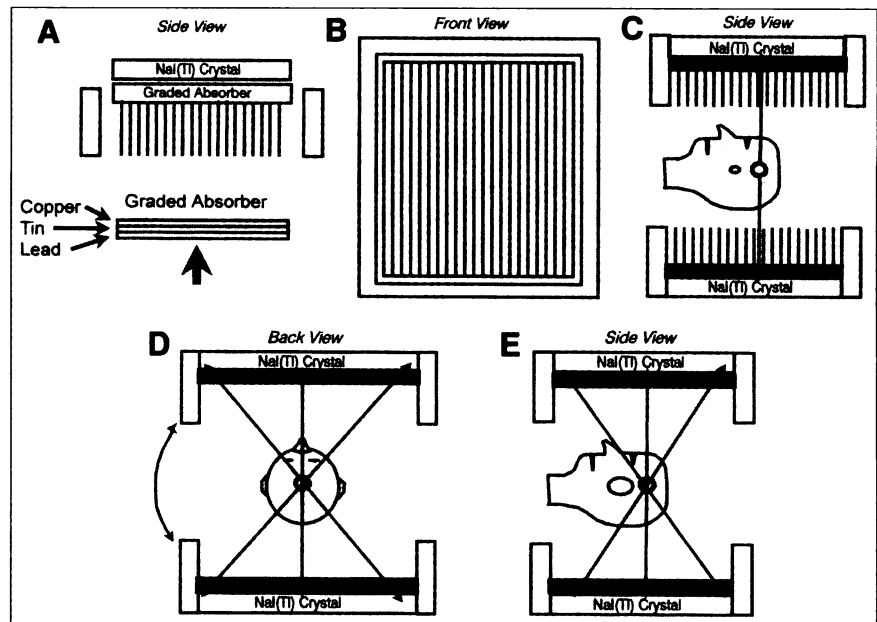 A
Side View
NaI(Tl) Crystal
Graded Absorber
Graded Absorber
Copper
Tin
Lead
B
Front View
C
Side View
NaI(Tl) Crystal
NaI(Tl) Crystal
D
Back View
NaI(Tl) Crystal
NaI(Tl) Crystal
E
Side View
NaI(Tl) Crystal
NaI(Tl) Crystal